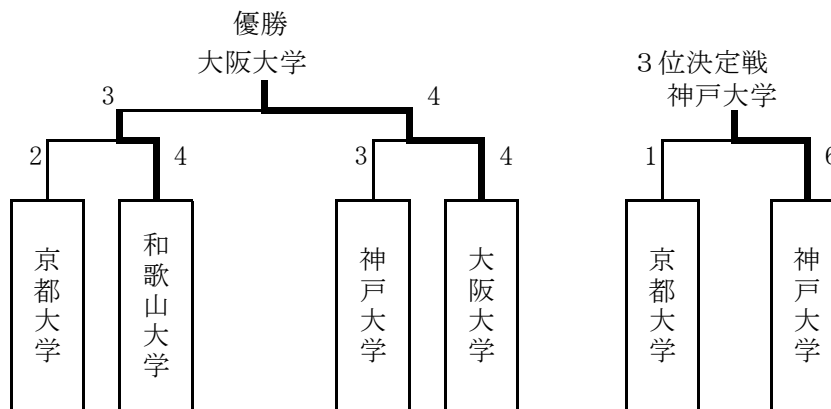 優勝
大阪大学
3
4
2
4
3
4
京都大学
和歌山大学
神戸大学
大阪大学
３位決定戦
神戸大学
1
6
京都大学
神戸大学